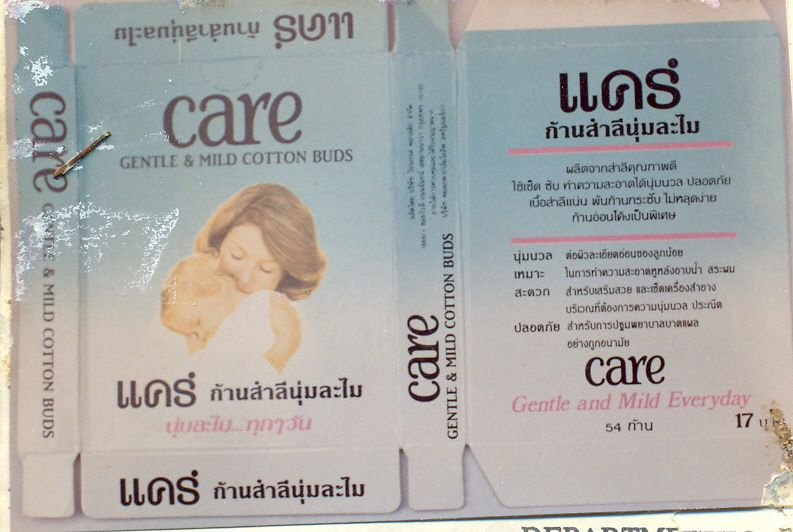 แคร์ ก้านสำลีนุ่มละไม
care
GENTLE & MILD COTTON BUDS
care
GENTLE & MILD COTTON BUDS
แคร์ ก้านสำลีนุ่มละไม
นุ่มละไม...ทุกๆวัน
แคร์ ก้านสำลีนุ่มละไม
care
GENTLE & MILD COTTON BUDS
แคร์
ก้านสำลีนุ่มละไม
ผลิตจากสำลีคุณภาพดี
ใช้เช็ด ซับ ทำความสะอาดได้นุ่มนวล ปลอดภัย
เนื้อสำลีแน่น พันก้านกระชับ ไม่หลุดง่าย
ก้านอ่อนโค้งเป็นพิเศษ
นุ่มนวล ต่อผิวละเอียดอ่อนของลูกน้อย
เหมาะ ในการทำความสะอาดหูหลังอาบน้ำ สระผม
สะดวก สำหรับเสริมสวย และเช็ดเครื่องสำอาง
บริเวณที่ต้องการความนุ่มนวล ประณีต
ปลอดภัย สำหรับการปฐมพยาบาลบาดแผล
อย่างถูกอนามัย
care
Gentle and Mild Everyday
54 ก้าน 17